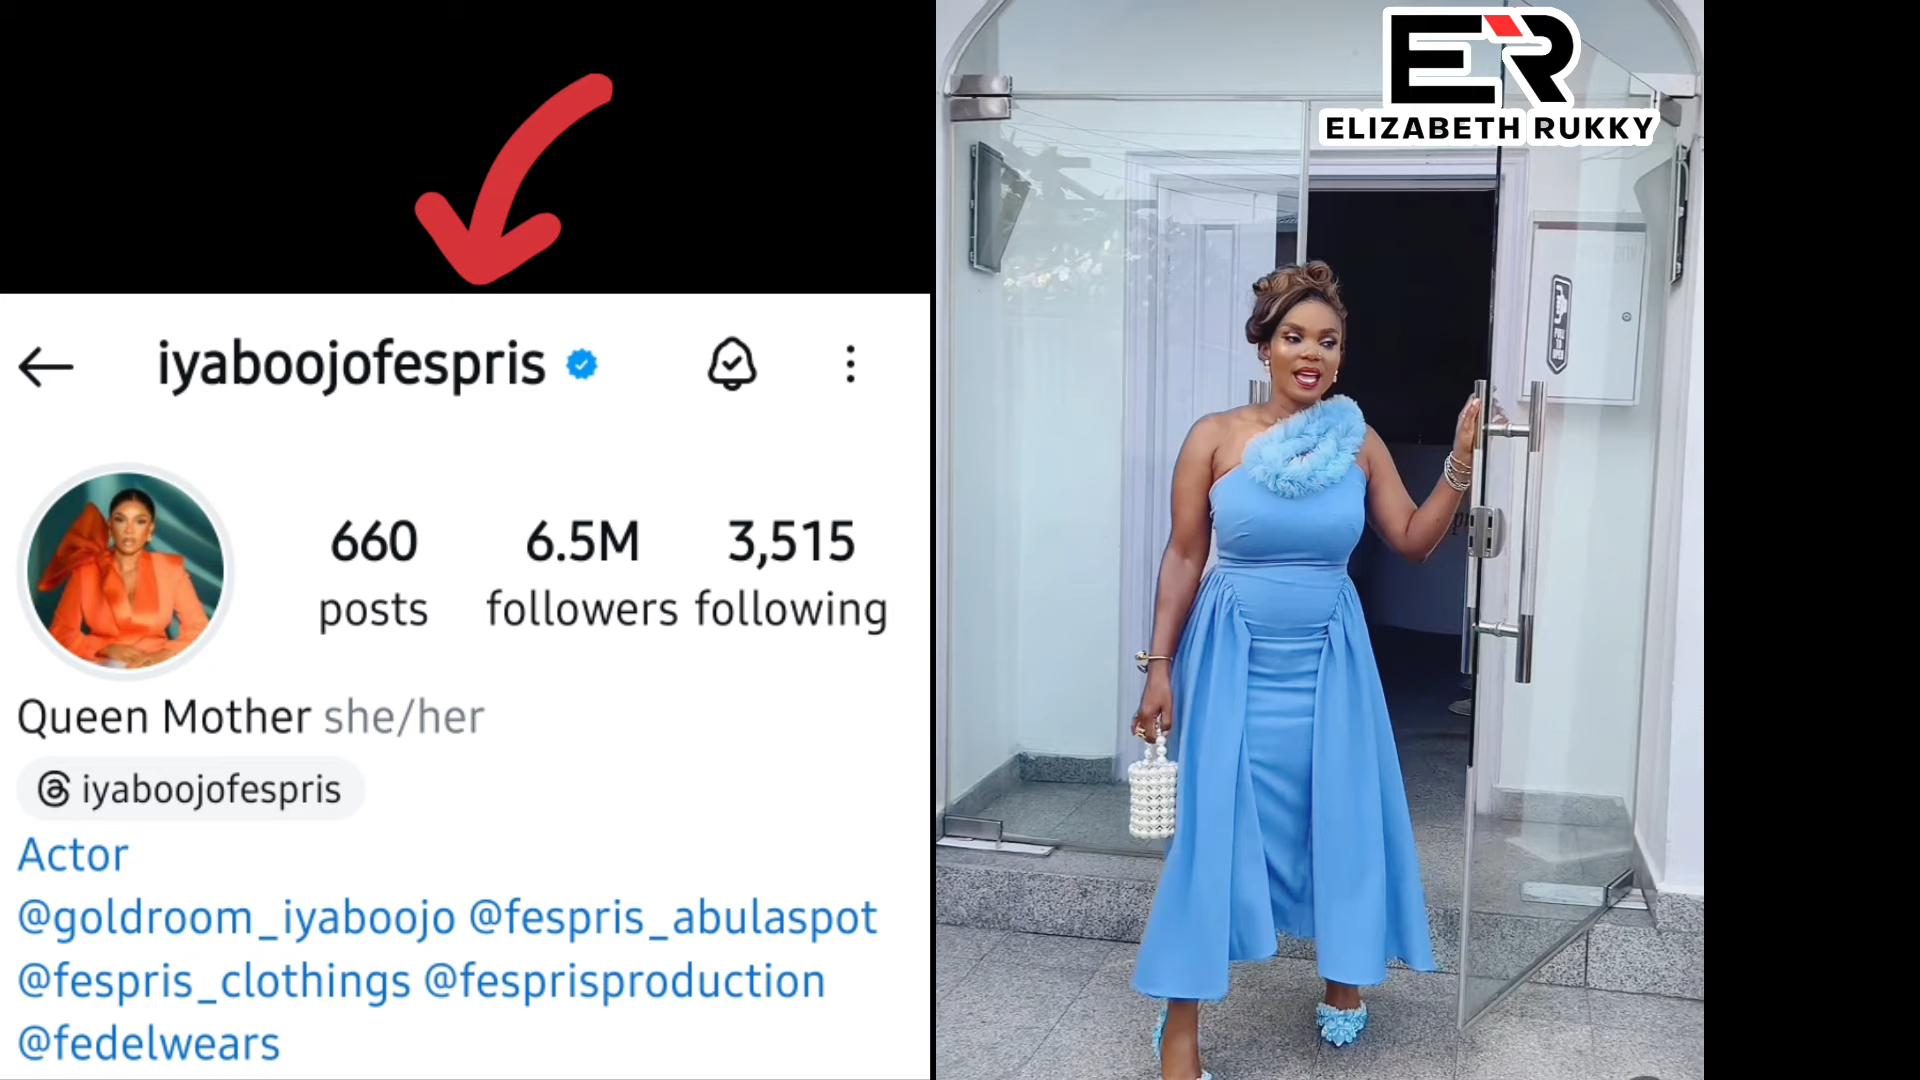 iyaboojofespris
660
6.5M
3,515
posts
followers
following
Queen Mother she/her
iyaboojofespris
Actor
@goldroom_iyaboojo @fespris_abulaspot
@fespris_clothings @fesprisproduction
@fedelwears
ER
ELIZABETH RUKKY